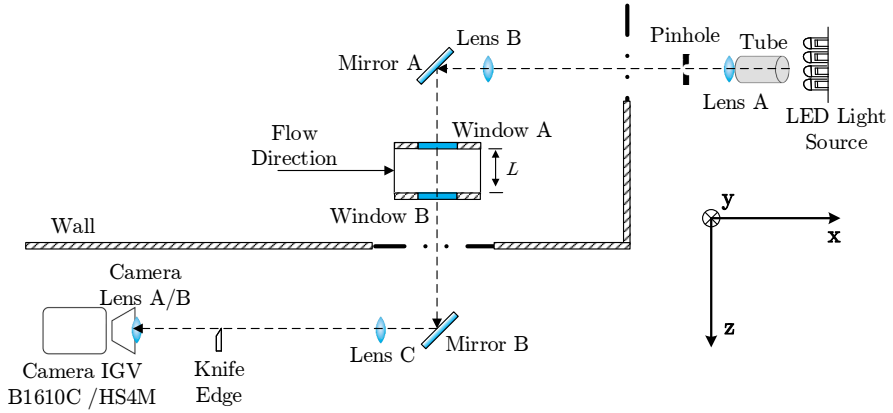 Lens B
Pinhole
Tube
Mirror A
Lens A
LED Light
Source
Flow
Direction
Window A
L
Window B
y
x
z
Wall
Camera
Lens A/B
Lens C
Mirror B
Knife
Edge
Camera IGV
B1610C /HS4M